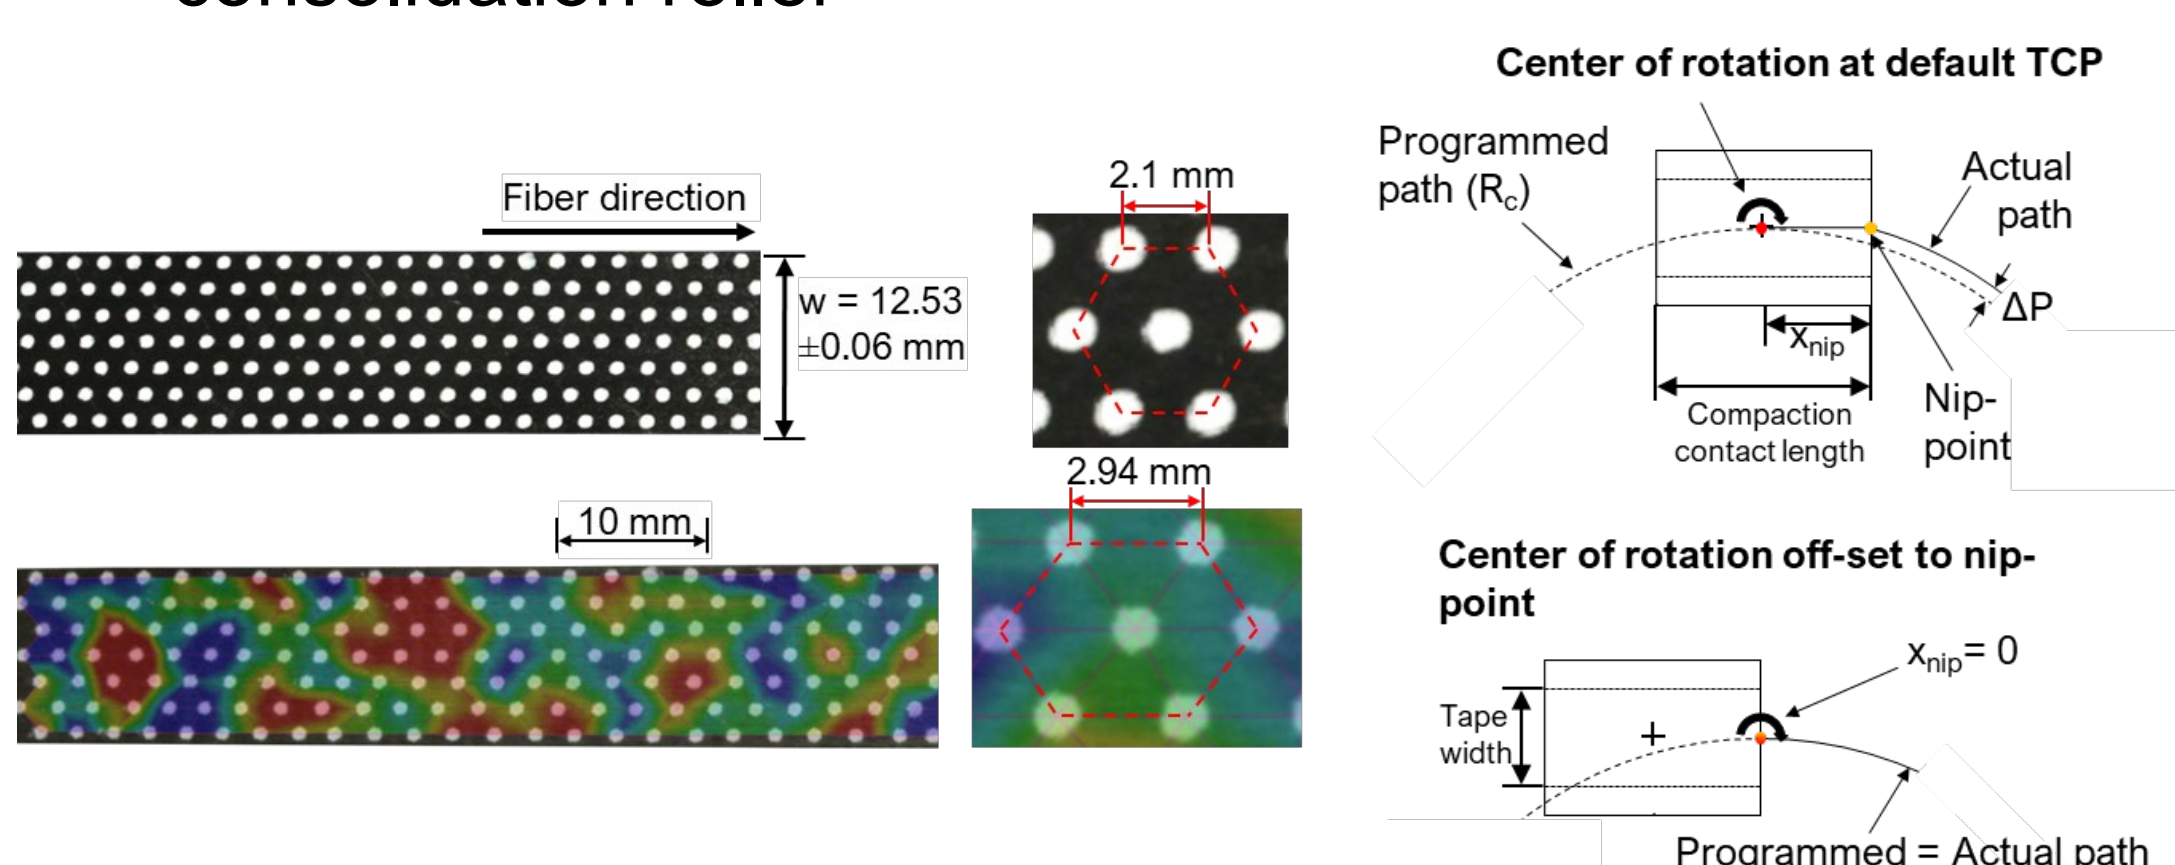 consolidation roller
Fiber direction
w = 12.53
±0.06 mm
2.1 mm
10 mm
2.94 mm
Center of rotation at default TCP
Programmed
path (Rc)
Actual
path
ΔP
xnip
Compaction
contact length
Nip-
point
Center of rotation off-set to nip-
point
xnip= 0
Tape
width
Programmed = Actual path